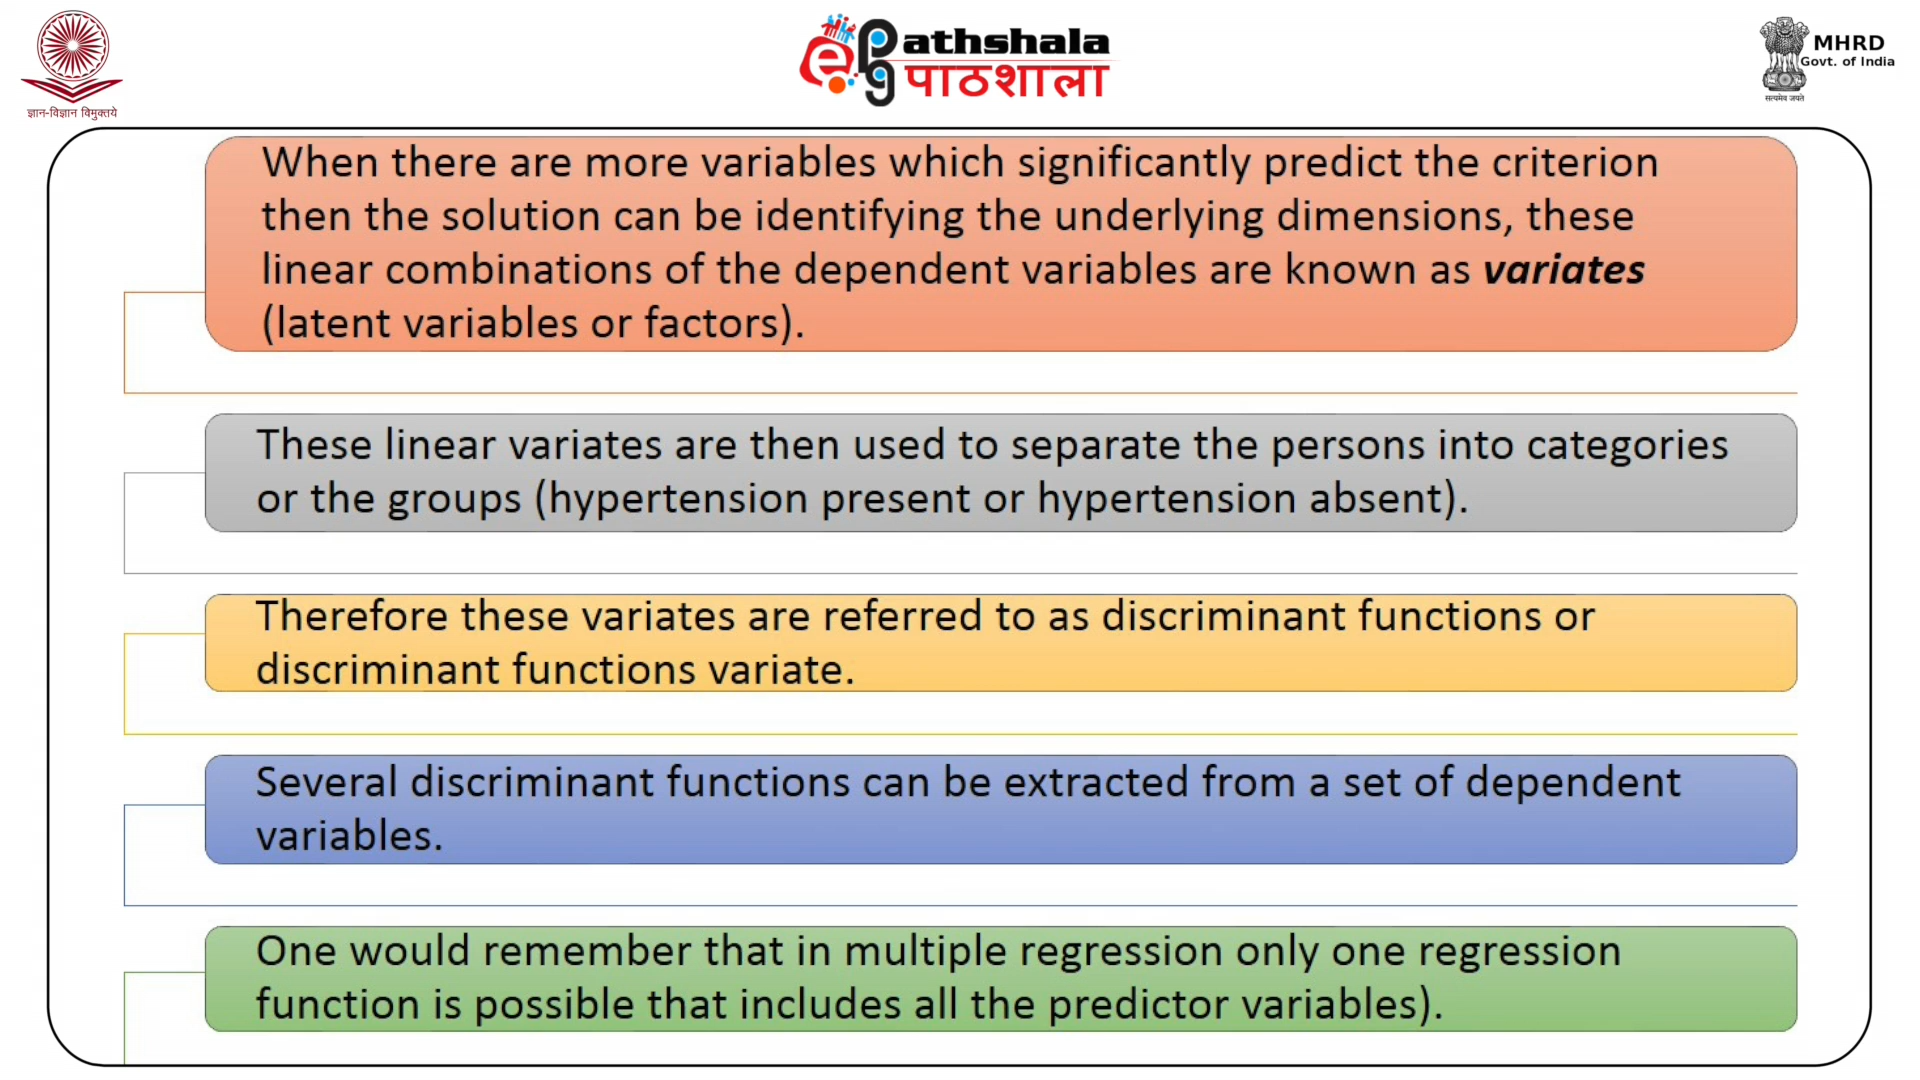 ज्ञान-विज्ञान विमुक्तये
epg athshala
पाठशाला
MHRD
Govt. of India
सत्यमेव जयते
When there are more variables which significantly predict the criterion
then the solution can be identifying the underlying dimensions, these
linear combinations of the dependent variables are known as variates
(latent variables or factors).
These linear variates are then used to separate the persons into categories
or the groups (hypertension present or hypertension absent).
Therefore these variates are referred to as discriminant functions or
discriminant functions variate.
Several discriminant functions can be extracted from a set of dependent
variables.
One would remember that in multiple regression only one regression
function is possible that includes all the predictor variables).